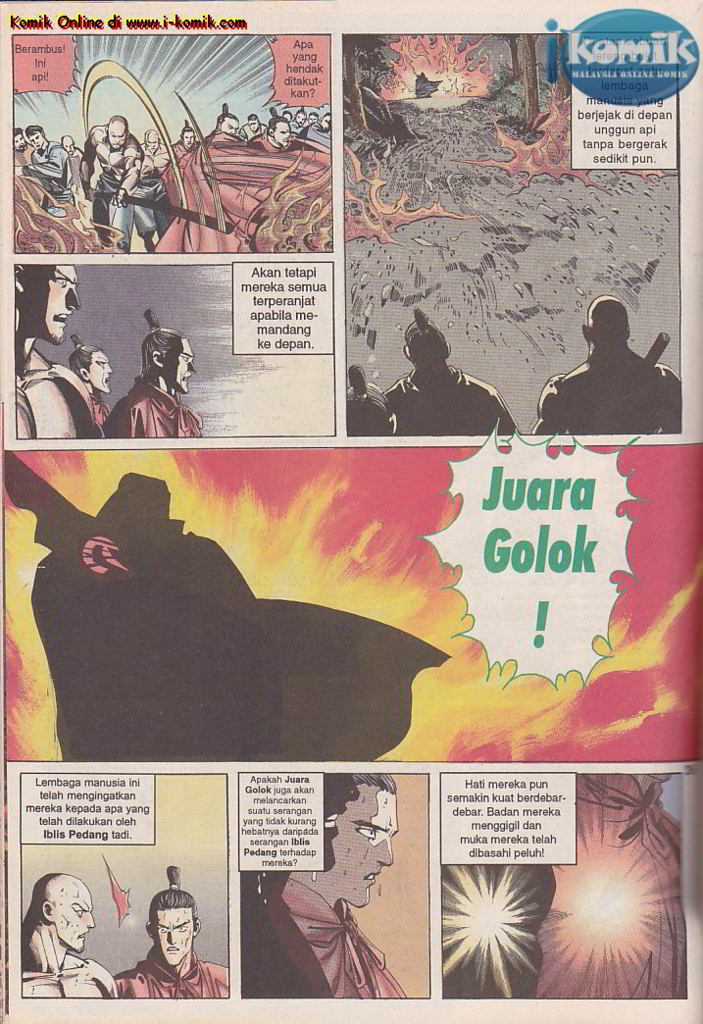 Komik Online di www.i-komik.com
ikomik
MALAYSIA ONLINE KOMIK
Berambus!
Ini
api!
Apa
yang
hendak
ditakut-
kan?
lembaga
manusia yang
berjejak di depan
unggun api
tanpa bergerak
sedikit pun.
Akan tetapi
mereka semua
terperanjat
apabila me-
mandang
ke depan.
Juara
Golok
!
Lembaga manusia ini
telah mengingatkan
mereka kepada apa yang
telah dilakukan oleh
Iblis Pedang tadi.
Apakah Juara
Golok juga akan
melancarkan
suatu serangan
yang tidak kurang
hebatnya daripada
serangan Iblis
Pedang terhadap
mereka?
Hati mereka pun
semakin kuat berdebar-
debar. Badan mereka
menggigil dan
muka mereka telah
dibasahi peluh!